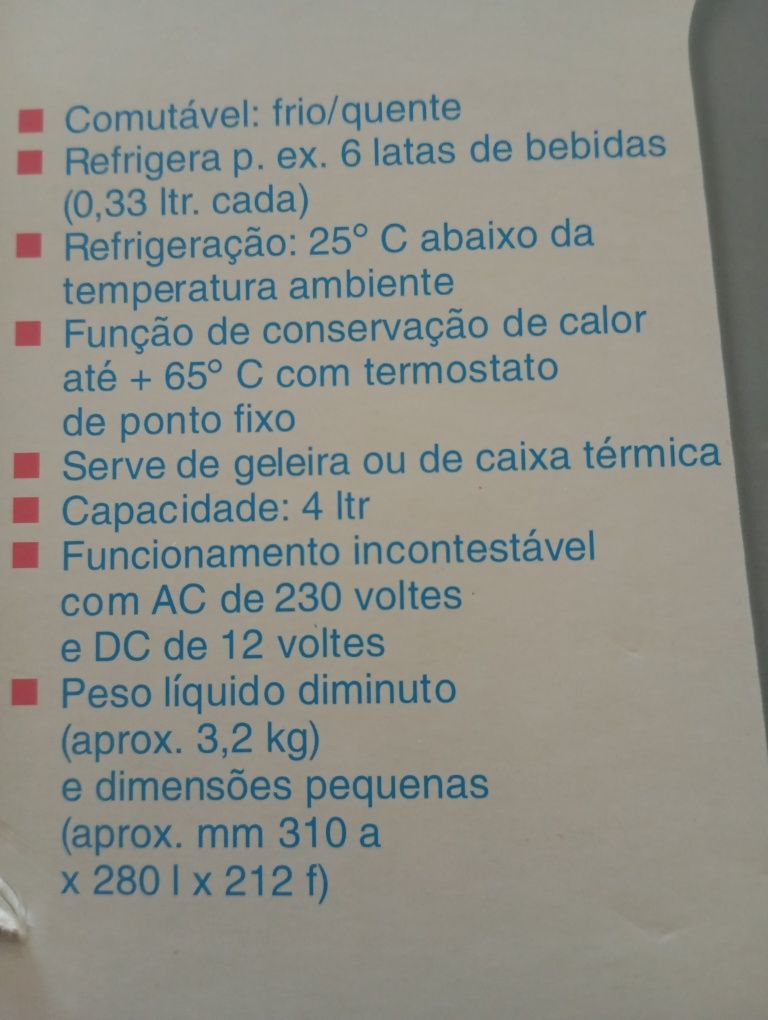 Comutável: frio/quente
Refrigera p. ex. 6 latas de bebidas
(0,33 ltr. cada)
Refrigeração: 25° C abaixo da
temperatura ambiente
Função de conservação de calor
até + 65° C com termostato
de ponto fixo
Serve de geleira ou de caixa térmica
Capacidade: 4 ltr
Funcionamento incontestável
com AC de 230 voltes
e DC de 12 voltes
Peso líquido diminuto
(aprox. 3,2 kg)
e dimensões pequenas
(aprox. mm 310 a
x 280 l x 212 f)